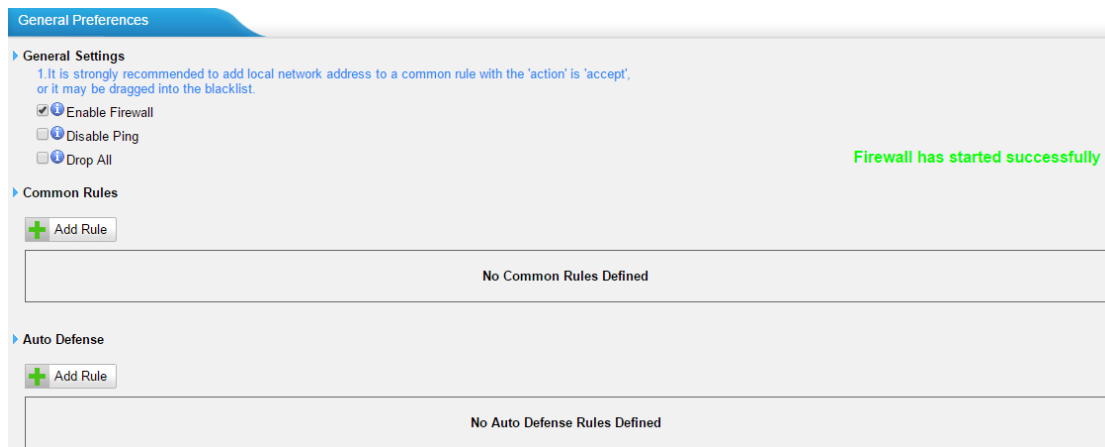 General Preferences
General Settings
1.It is strongly recommended to add local network address to a common rule with the 'action' is 'accept',
or it may be dragged into the blacklist.
Enable Firewall
Disable Ping
Drop All
Firewall has started successfully
Common Rules
Add Rule
No Common Rules Defined
Auto Defense
Add Rule
No Auto Defense Rules Defined